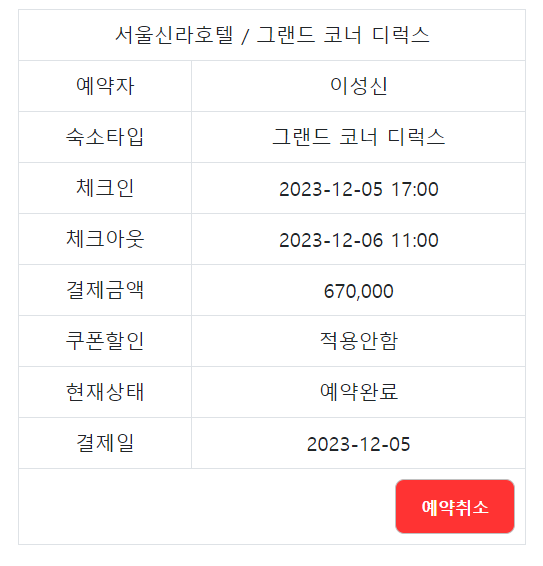 서울신라호텔 / 그랜드 코너 디럭스
예약자 이성신
숙소타입 그랜드 코너 디럭스
체크인 2023-12-05 17:00
체크아웃 2023-12-06 11:00
결제금액 670,000
쿠폰할인 적용안함
현재상태 예약완료
결제일 2023-12-05
예약취소